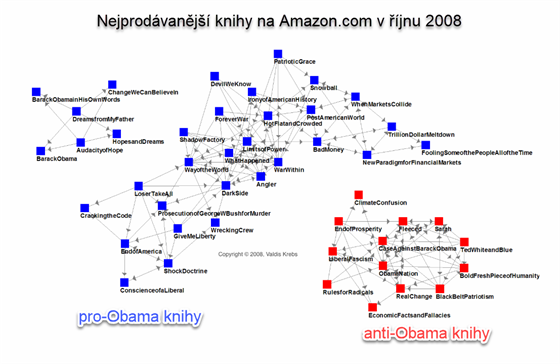 Nejprodávanější knihy na Amazon.com v říjnu 2008
PatrioticGrace
DevilWeKnow
Snowball
ChangeWeCanBelieveIn
BarackObamaInHisOwnWords
IronyofAmericanHistory
WhenMarketsCollide
DreamsfromMyFather
ForeverWar
HotFlatandCrowded
PostAmericanWorld
TrillionDollarMeltdown
HopesandDreams
ShadowFactory
LimitsofPower
BadMoney
FoolingSomeofthePeopleAlloftheTime
BarackObama
AudacityofHope
WhatHappened
NewParadigmforFinancialMarkets
WayoftheWorld
WarWithin
Angler
LoserTakeAll
DarkSide
ClimateConfusion
CrackingtheCode
ProsecutionofGeorgeWBushforMurder
WreckingCrew
EndofProsperity
Fleeced
Sarah
GiveMeLiberty
EndofAmerica
CaseAgainstBarackObama
TedWhiteandBlue
Copyright © 2008, Valdis Krebs
LiberalFascism
ShockDoctrine
ObamaNation
BoldFreshPieceofHumanity
ConscienceofaLiberal
RulesforRadicals
RealChange
BlackBeltPatriotism
EconomicFactsandFallacies
pro-Obama knihy
anti-Obama knihy